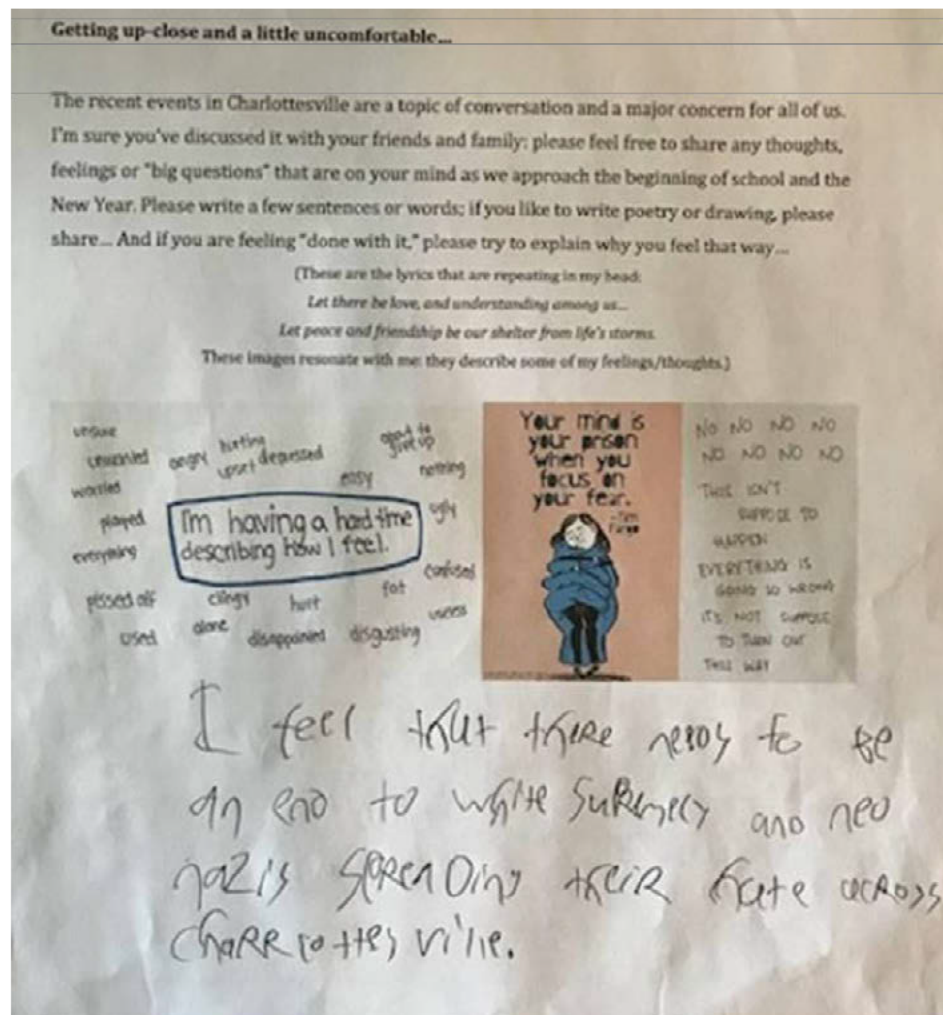 Getting up-close and a little uncomfortable...
The recent events in Charlottesville are a topic of conversation and a major concern for all of us.
I'm sure you've discussed it with your friends and family; please feel free to share any thoughts,
feelings or "big questions" that are on your mind as we approach the beginning of school and the
New Year. Please write a few sentences or words; if you like to write poetry or drawing, please
share... And if you are feeling "done with it," please try to explain why you feel that way...
(These are the lyrics that are repeating in my head:
Let there be love, and understanding among us...
Let peace and friendship be our shelter from life's storms.
These images resonate with me: they describe some of my feelings/thoughts.)
unsure
unwanted
worried
angry
hurting
upset
depressed
good to
give up
easy
nothing
played
everything
I'm having a hard time
describing how I feel.
ugly
confused
pissed off
clingy
hurt
fat
useless
used
alone
disappointed
disgusting
Your mind is
your prison
when you
focus on
your fear.
NO NO NO NO
NO NO NO NO
THIS ISN'T
SUPPOSE TO
HAPPEN
EVERYTHING IS
GOING SO WRONG
IT'S NOT SUPPOSE
TO TURN OUT
THIS WAY
I feel that there needs to be
an end to white
and neo
nazis spreading their hate across
Charrlottesville.